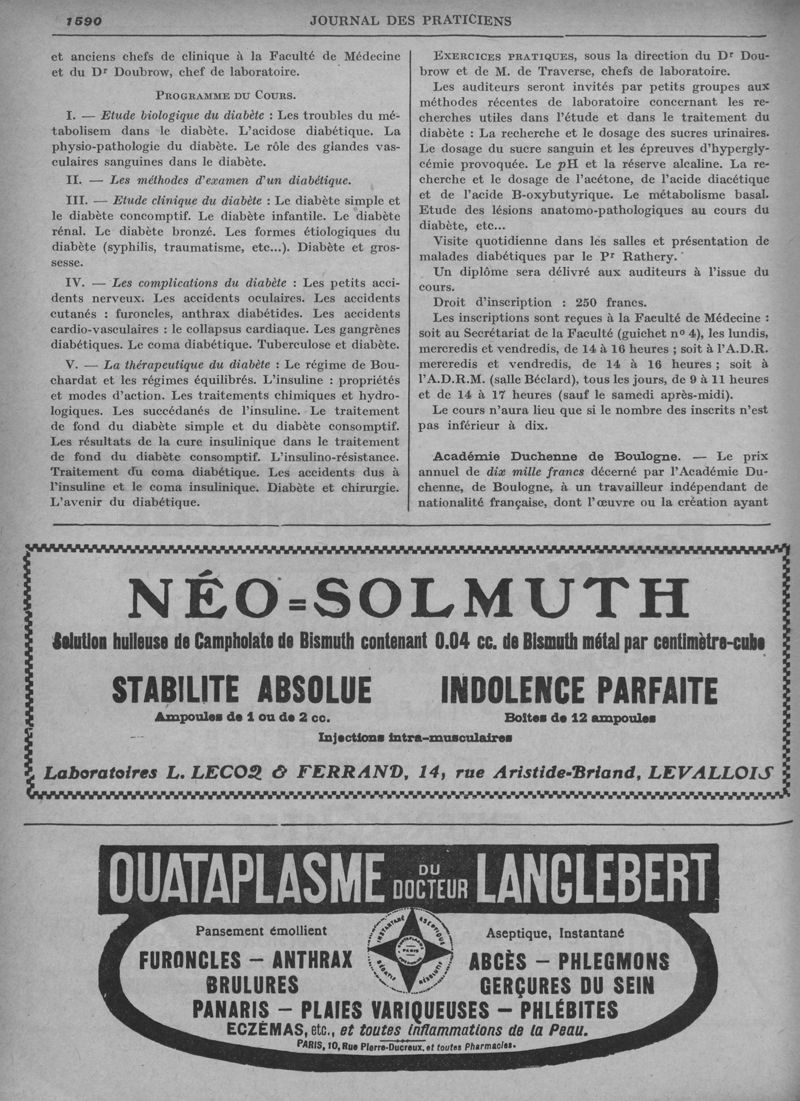 1590
JOURNAL DES PRATICIENS
et anciens chefs de clinique à la Faculté de Médecine
et du Dr Doubrow, chef de laboratoire.
PROGRAMME DU COURS.
I. — Etude biologique du diabète : Les troubles du mé-
tabolisem dans le diabète. L'acidose diabétique. La
physio-pathologie du diabète. Le rôle des glandes vas-
culaires sanguines dans le diabète.
II. — Les méthodes d'examen d'un diabétique.
III. — Etude clinique du diabète : Le diabète simple et
le diabète concomptif. Le diabète infantile. Le diabète
rénal. Le diabète bronzé. Les formes étiologiques du
diabète (syphilis, traumatisme, etc...). Diabète et gros-
sesse.
IV. — Les complications du diabète : Les petits acci-
dents nerveux. Les accidents oculaires. Les accidents
cutanés : furoncles, anthrax diabétides. Les accidents
cardio-vasculaires : le collapsus cardiaque. Les gangrènes
diabétiques. Le coma diabétique. Tuberculose et diabète.
V. — La thérapeutique du diabète : Le régime de Bou-
chardat et les régimes équilibrés. L'insuline : propriétés
et modes d'action. Les traitements chimiques et hydro-
logiques. Les succédanés de l'insuline. Le traitement
de fond du diabète simple et du diabète consomptif.
Les résultats de la cure insulinique dans le traitement
de fond du diabète consomptif. L'insulino-résistance.
Traitement du coma diabétique. Les accidents dus à
l'insuline et le coma insulinique. Diabète et chirurgie.
L'avenir du diabétique.
EXERCICES PRATIQUES, sous la direction du Dr Dou-
brow et de M. de Traverse, chefs de laboratoire.
Les auditeurs seront invités par petits groupes aux
méthodes récentes de laboratoire concernant les re-
cherches utiles dans l'étude et dans le traitement du
diabète : La recherche et le dosage des sucres urinaires.
Le dosage du sucre sanguin et les épreuves d'hypergly-
cémie provoquée. Le pH et la réserve alcaline. La re-
cherche et le dosage de l'acétone, de l'acide diacétique
et de l'acide B-oxybutyrique. Le métabolisme basal.
Etude des lésions anatomo-pathologiques au cours du
diabète, etc...
Visite quotidienne dans les salles et présentation de
malades diabétiques par le Pr Rathery.
Un diplôme sera délivré aux auditeurs à l'issue du
cours.
Droit d'inscription : 250 francs.
Les inscriptions sont reçues à la Faculté de Médecine :
soit au Secrétariat de la Faculté (guichet no 4), les lundis,
mercredis et vendredis, de 14 à 16 heures ; soit à l'A.D.R.
mercredis et vendredis, de 14 à 16 heures ; soit à
l'A.D.R.M. (salle Béclard), tous les jours, de 9 à 11 heures
et de 14 à 17 heures (sauf le samedi après-midi).
Le cours n'aura lieu que si le nombre des inscrits n'est
pas inférieur à dix.
Académie Duchenne de Boulogne. — Le prix
annuel de dix mille francs décerné par l'Académie Du-
chenne, de Boulogne, à un travailleur indépendant de
nationalité française, dont l'œuvre ou la création ayant
NÉO=SOLMUTH
Solution huileuse de Campholate de Bismuth contenant 0.04 cc. de Bismuth métal par centimètre-cube
STABILITE ABSOLUE INDOLENCE PARFAITE
Ampoules de 1 ou de 2 cc. Boîtes de 12 ampoules
Injections intra-musculaires
Laboratoires L. LECOQ & FERRAND, 14, rue Aristide-Briand, LEVALLOIS
OUATAPLASME DU DOCTEUR LANGLEBERT
Pansement émollient Aseptique, Instantané
FURONCLES — ANTHRAX ABCÈS — PHLEGMONS
BRULURES GERÇURES DU SEIN
PANARIS — PLAIES VARIQUEUSES — PHLÉBITES
ECZÉMAS, etc., et toutes inflammations de la Peau.
PARIS, 10, Rue Pierre-Ducreux, et toutes Pharmacies.